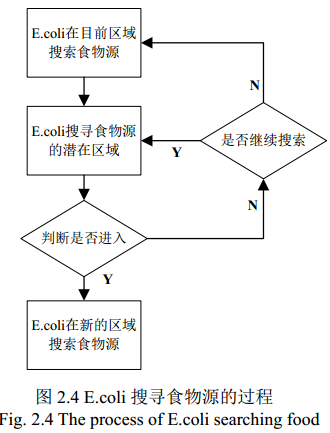 E.coli在目前区域
搜索食物源
N
E.coli搜寻食物源
的潜在区域
Y
是否继续搜索
N
判断是否进入
Y
E.coli在新的区域
搜索食物源
图 2.4 E.coli 搜寻食物源的过程
Fig. 2.4 The process of E.coli searching food